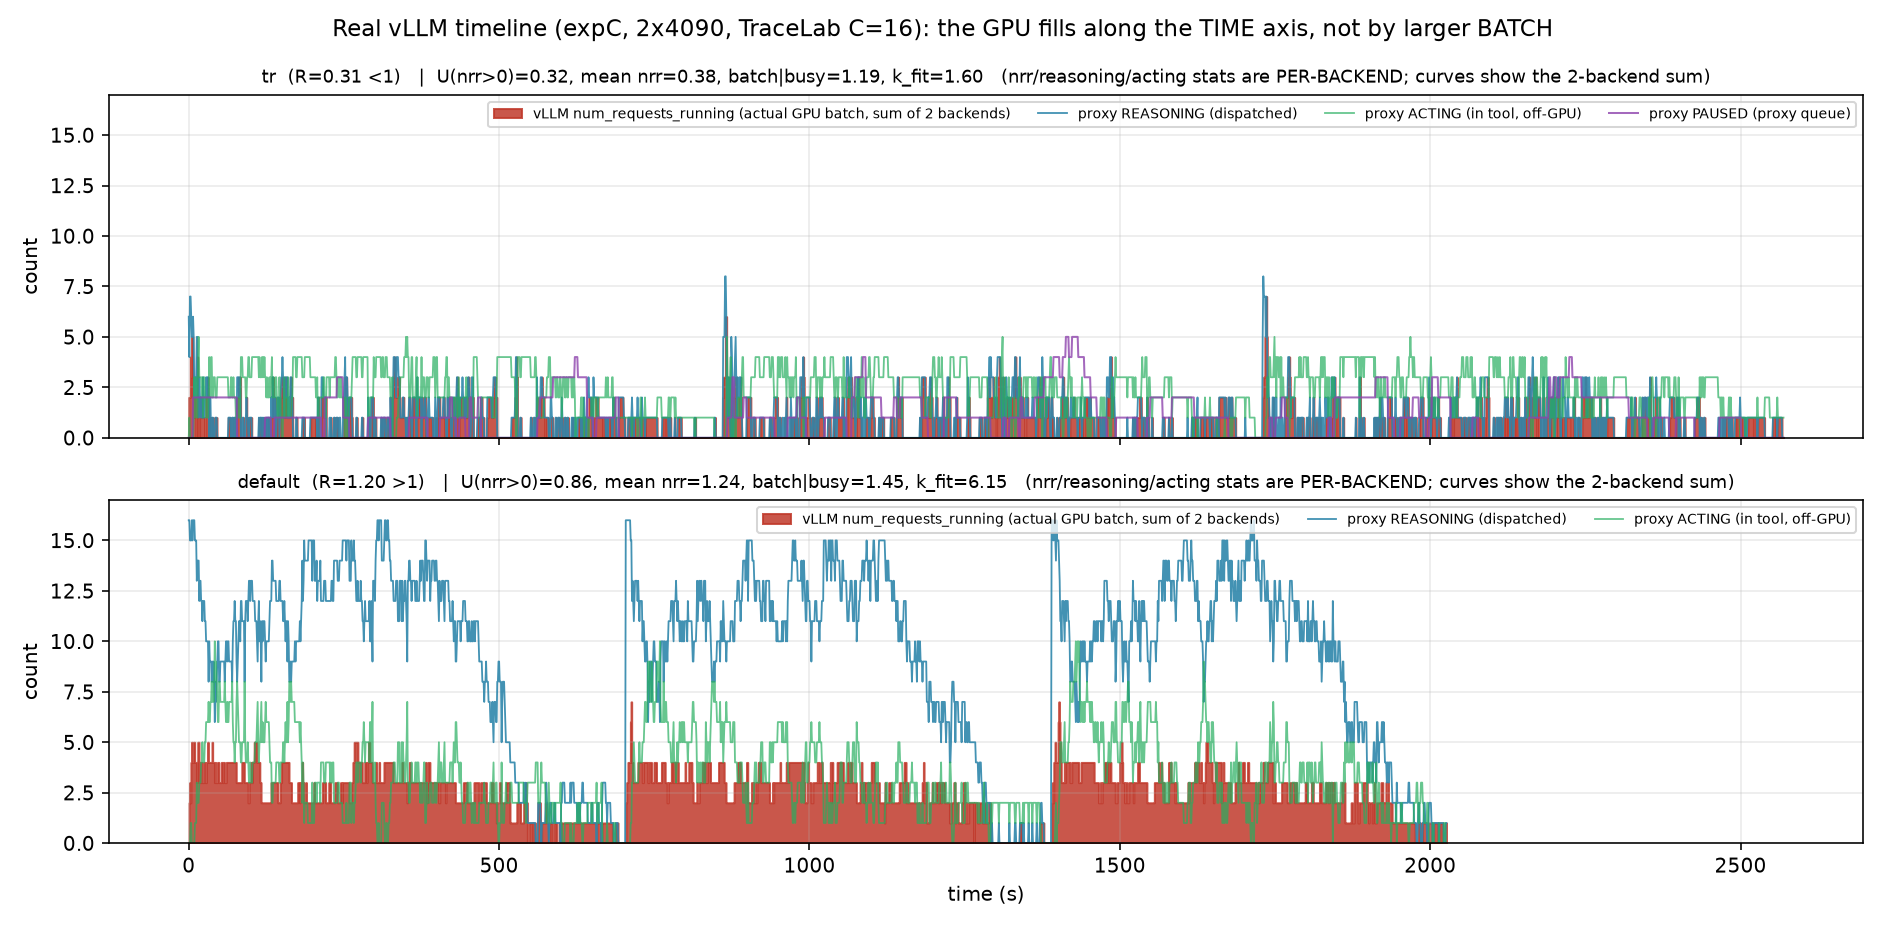 Real vLLM timeline (expC, 2x4090, TraceLab C=16): the GPU fills along the TIME axis, not by larger BATCH
tr  (R=0.31 <1)   |  U(nrr>0)=0.32, mean nrr=0.38, batch|busy=1.19, k_fit=1.60   (nrr/reasoning/acting stats are PER-BACKEND; curves show the 2-backend sum)
vLLM num_requests_running (actual GPU batch, sum of 2 backends)   proxy REASONING (dispatched)   proxy ACTING (in tool, off-GPU)   proxy PAUSED (proxy queue)
15.0
12.5
10.0
7.5
5.0
2.5
0.0
count
default  (R=1.20 >1)   |  U(nrr>0)=0.86, mean nrr=1.24, batch|busy=1.45, k_fit=6.15   (nrr/reasoning/acting stats are PER-BACKEND; curves show the 2-backend sum)
vLLM num_requests_running (actual GPU batch, sum of 2 backends)   proxy REASONING (dispatched)   proxy ACTING (in tool, off-GPU)
15.0
12.5
10.0
7.5
5.0
2.5
0.0
count
0   500   1000   1500   2000   2500
time (s)